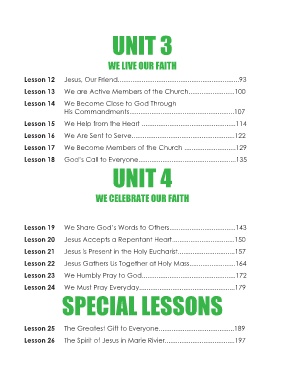 UNIT 3
WE LIVE OUR FAITH
Lesson 12 Jesus, Our Friend..........................................................93
Lesson 13 We are Active Members of the Church......................100
Lesson 14 We Become Close to God Through
His Commandments..................................................107
Lesson 15 We Help from the Heart ..............................................114
Lesson 16 We Are Sent to Serve..................................................122
Lesson 17 We Become Members of the Church .........................129
Lesson 18 God's Call to Everyone................................................135
UNIT 4
WE CELEBRATE OUR FAITH
Lesson 19 We Share God's Words to Others................................143
Lesson 20 Jesus Accepts a Repentant Heart..............................150
Lesson 21 Jesus is Present in the Holy Eucharist...........................157
Lesson 22 Jesus Gathers Us Together at Holy Mass......................164
Lesson 23 We Humbly Pray to God..............................................172
Lesson 24 We Must Pray Everyday...............................................179
SPECIAL LESSONS
Lesson 25 The Greatest Gift to Everyone.....................................189
Lesson 26 The Spirit of Jesus in Marie Rivier..................................197